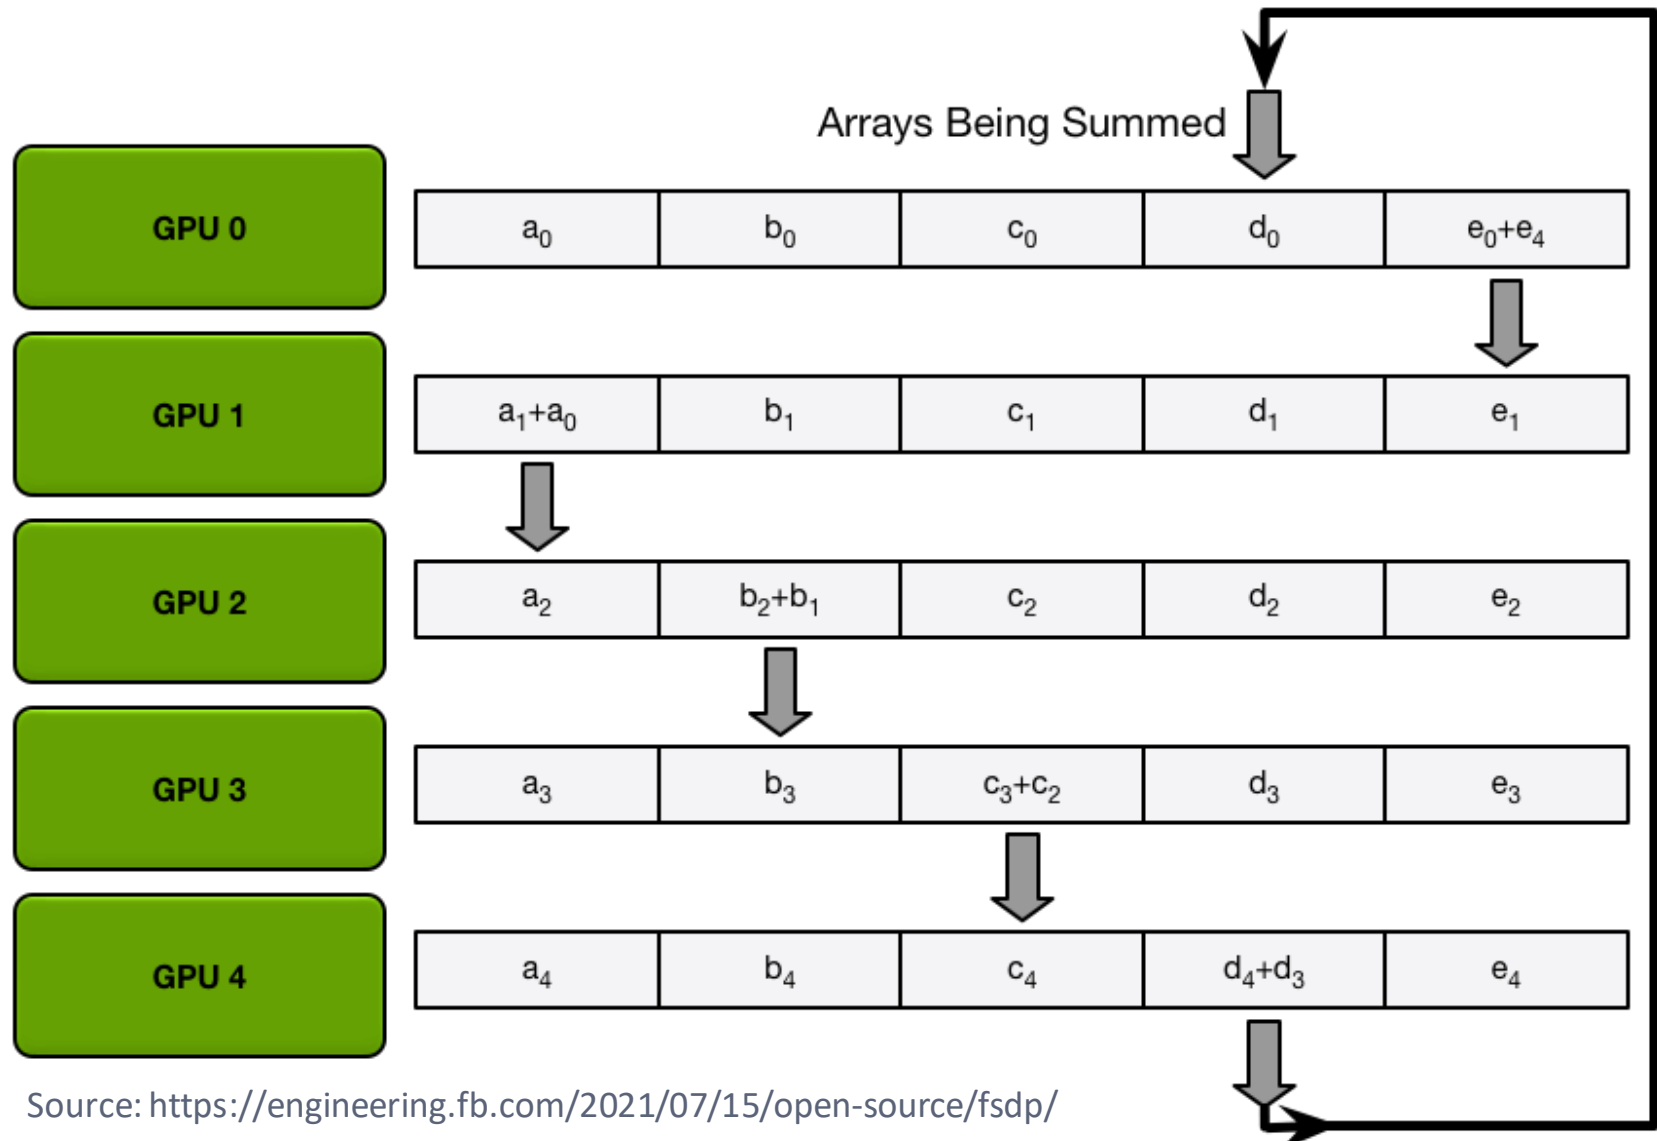 Arrays Being Summed
GPU 0 a₀ b₀ c₀ d₀ e₀+e₄
GPU 1 a₁+a₀ b₁ c₁ d₁ e₁
GPU 2 a₂ b₂+b₁ c₂ d₂ e₂
GPU 3 a₃ b₃ c₃+c₂ d₃ e₃
GPU 4 a₄ b₄ c₄ d₄+d₃ e₄
Source: https://engineering.fb.com/2021/07/15/open-source/fsdp/